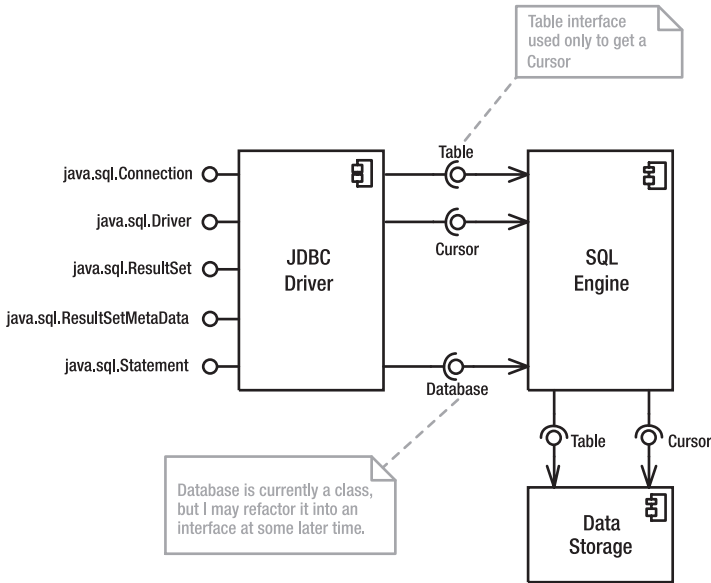 Table interface
used only to get a
Cursor
Table
java.sql.Connection
java.sql.Driver
Cursor
JDBC
Driver
SQL
Engine
java.sql.ResultSet
java.sql.ResultSetMetaData
java.sql.Statement
Database
Table
Cursor
Database is currently a class,
but I may refactor it into an
interface at some later time.
Data
Storage